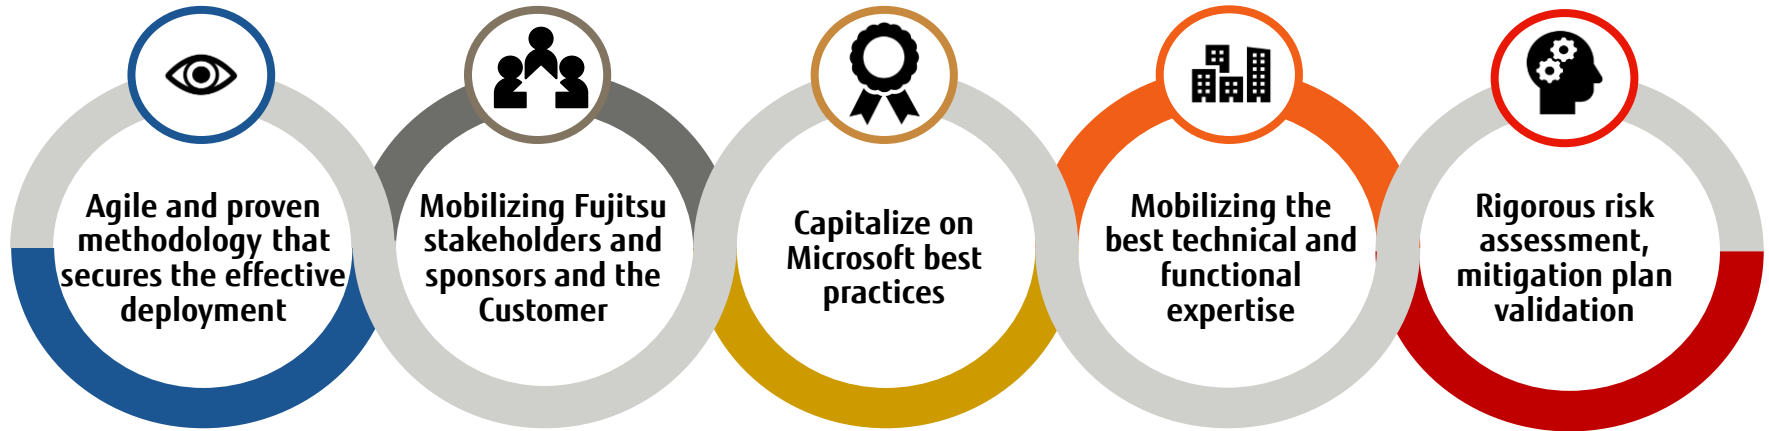 Agile and proven
methodology that
secures the effective
deployment
Mobilizing Fujitsu
stakeholders and
sponsors and the
Customer
Capitalize on
Microsoft best
practices
Mobilizing the
best technical and
functional
expertise
Rigorous risk
assessment,
mitigation plan
validation